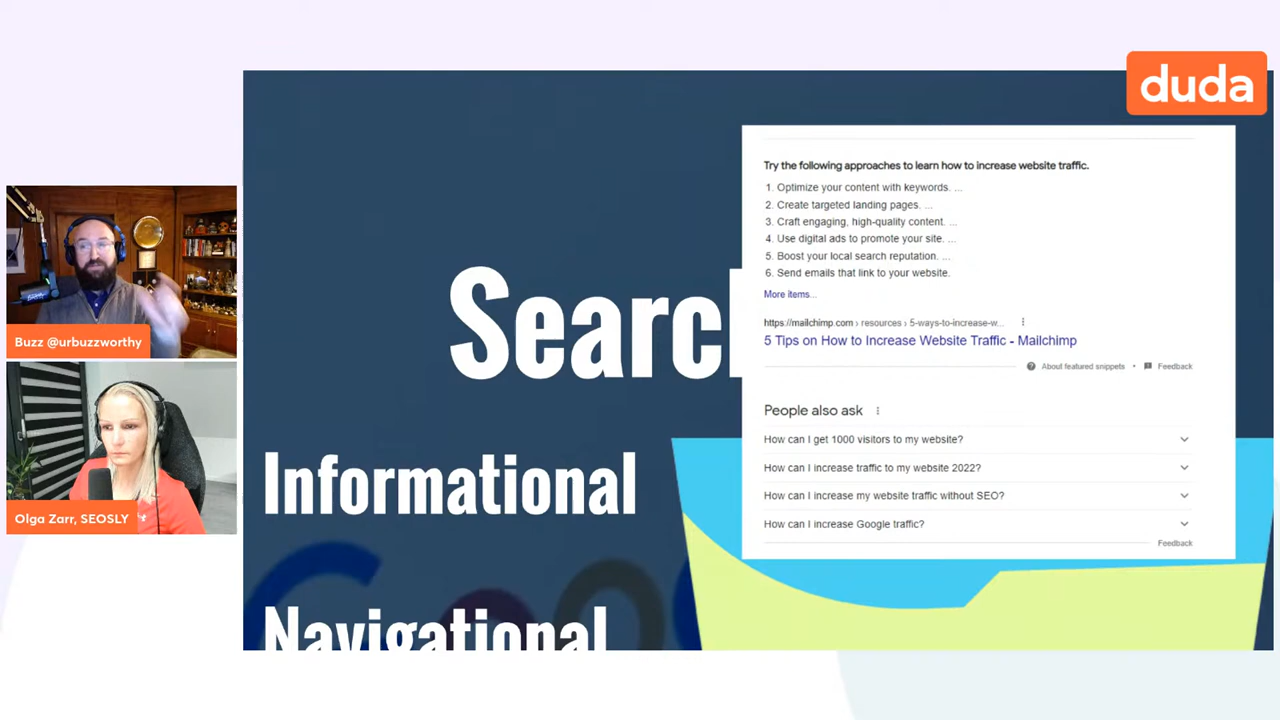 duda
Try the following approaches to learn how to increase website traffic.
1. Optimize your content with keywords. ...
2. Create targeted landing pages. ...
3. Craft engaging, high-quality content. ...
4. Use digital ads to promote your site. ...
5. Boost your local search reputation. ...
6. Send emails that link to your website.
More items...
https://mailchimp.com › resources › 5-ways-to-increase-w...
5 Tips on How to Increase Website Traffic - Mailchimp
About featured snippets • Feedback
People also ask
How can I get 1000 visitors to my website?
How can I increase traffic to my website 2022?
How can I increase my website traffic without SEO?
How can I increase Google traffic?
Feedback
Searc
Informational
Navigational
Buzz @urbuzzworthy
Olga Zarr, SEOSLY